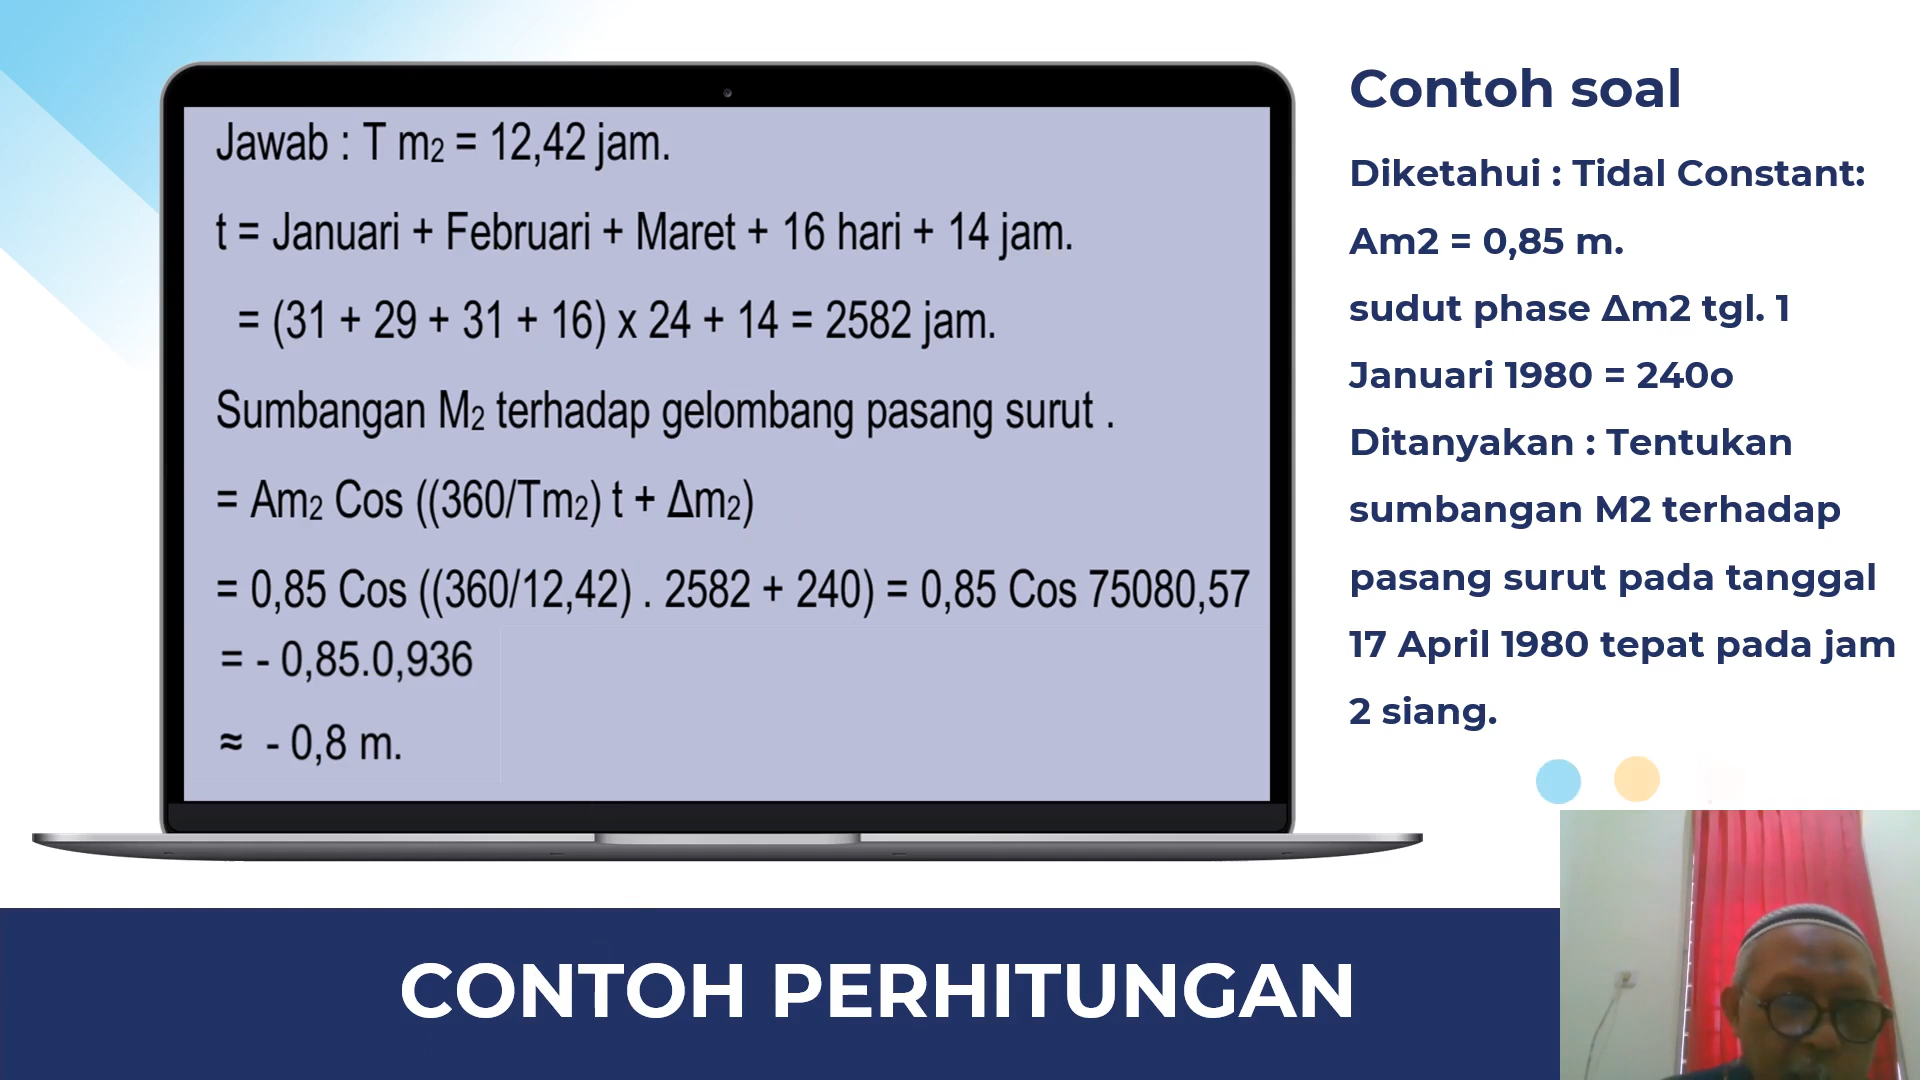 Jawab : T m₂ = 12,42 jam.
t = Januari + Februari + Maret + 16 hari + 14 jam.
= (31 + 29 + 31 + 16) x 24 + 14 = 2582 jam.
Sumbangan M₂ terhadap gelombang pasang surut .
= Am₂ Cos ((360/Tm₂) t + Δm₂)
= 0,85 Cos ((360/12,42) . 2582 + 240) = 0,85 Cos 75080,57
= - 0,85.0,936
≈ - 0,8 m.
Contoh soal
Diketahui : Tidal Constant:
Am2 = 0,85 m.
sudut phase Δm2 tgl. 1
Januari 1980 = 240o
Ditanyakan : Tentukan
sumbangan M2 terhadap
pasang surut pada tanggal
17 April 1980 tepat pada jam
2 siang.
CONTOH PERHITUNGAN